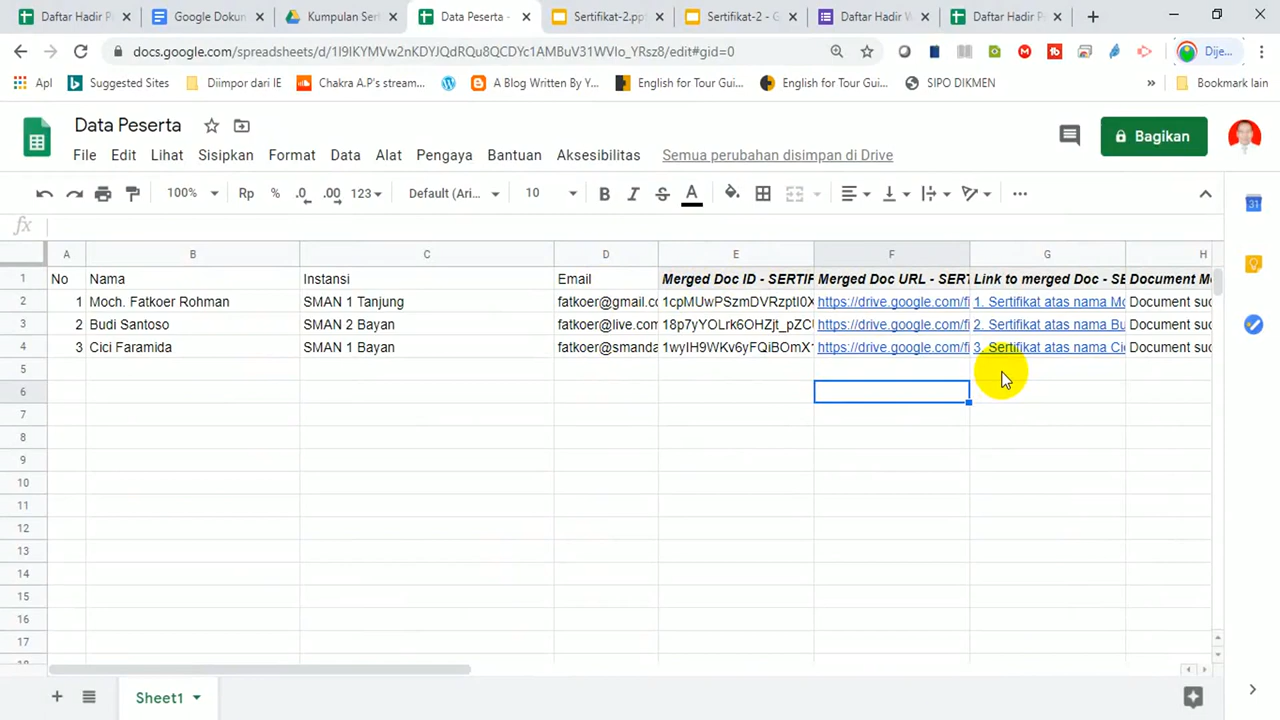 Daftar Hadir P
Google Dokun
Kumpulan Ser
Data Peserta -
Sertifikat-2.pp
Sertifikat-2 - G
Daftar Hadir W
Daftar Hadir P
docs.google.com/spreadsheets/d/1I9IKYMVw2nKDYJQdRQu8QCDYc1AMBuV31WVIo_YRsz8/edit#gid=0
Dije...
Apl
Suggested Sites
Diimpor dari IE
Chakra A.P's stream...
A Blog Written By Y...
English for Tour Gui...
English for Tour Gui...
SIPO DIKMEN
»
Bookmark lain
Data Peserta
Bagikan
File Edit Lihat Sisipkan Format Data Alat Pengaya Bantuan Aksesibilitas Semua perubahan disimpan di Drive
100% Rp % .0 .00 123 Default (Ari... 10 B I S A
fx
A B C D E F G H
1 No Nama Instansi Email Merged Doc ID - SERTIF Merged Doc URL - SERT Link to merged Doc - SE Document M
2 1 Moch. Fatkoer Rohman SMAN 1 Tanjung fatkoer@gmail.co 1cpMUwPSzmDVRzptI0X https://drive.google.com/fi 1. Sertifikat atas nama Mo Document suc
3 2 Budi Santoso SMAN 2 Bayan fatkoer@live.com 18p7yYOLrk6OHZjt_pZC https://drive.google.com/fi 2. Sertifikat atas nama Bu Document suc
4 3 Cici Faramida SMAN 1 Bayan fatkoer@smanda 1wyIH9WKv6yFQiBOmX1 https://drive.google.com/fi 3. Sertifikat atas nama Cic Document suc
5
6
7
8
9
10
11
12
13
14
15
16
17
Sheet1